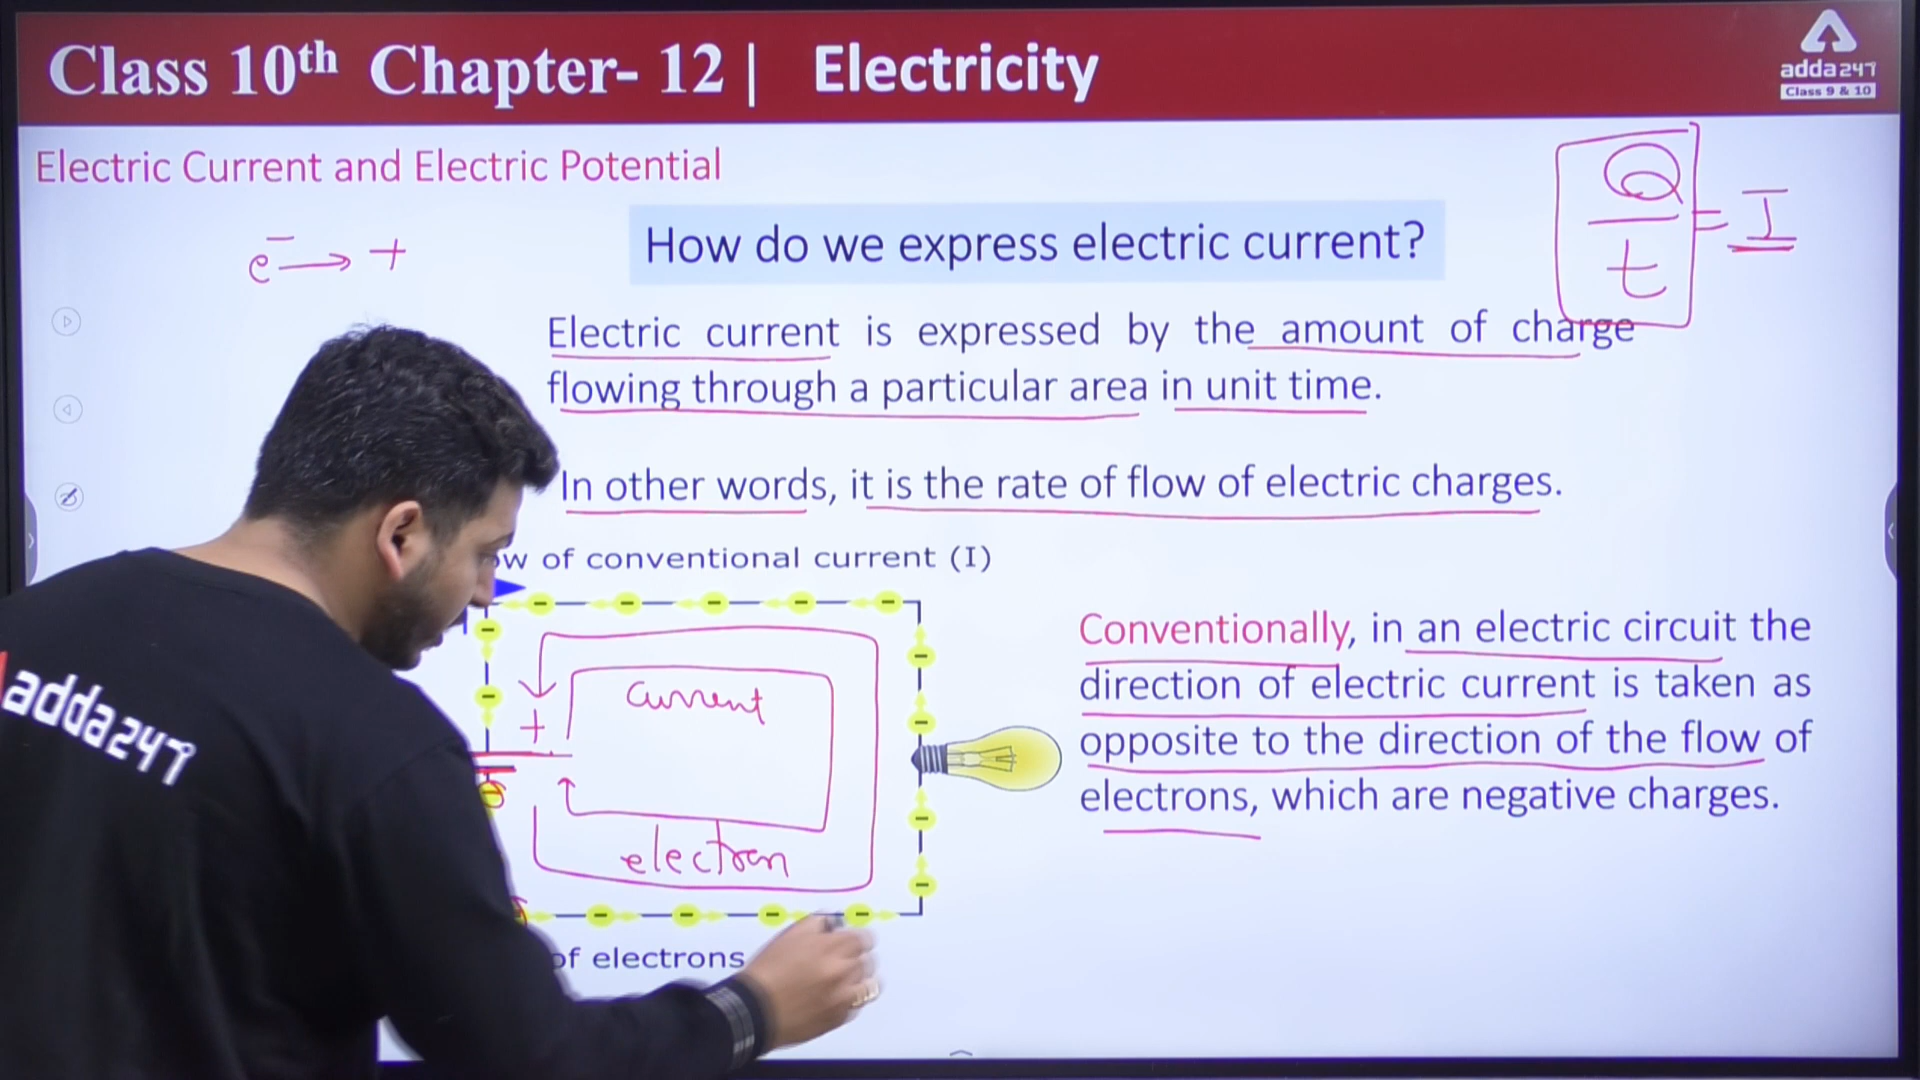 Class 10th Chapter- 12 | Electricity
adda247
Class 9 & 10
Electric Current and Electric Potential
Q
t
= I
e⁻ → +
How do we express electric current?
Electric current is expressed by the amount of charge
flowing through a particular area in unit time.
In other words, it is the rate of flow of electric charges.
of conventional current (I)
Conventionally, in an electric circuit the
direction of electric current is taken as
opposite to the direction of the flow of
electrons, which are negative charges.
Current
+
electron
of electrons
adda247